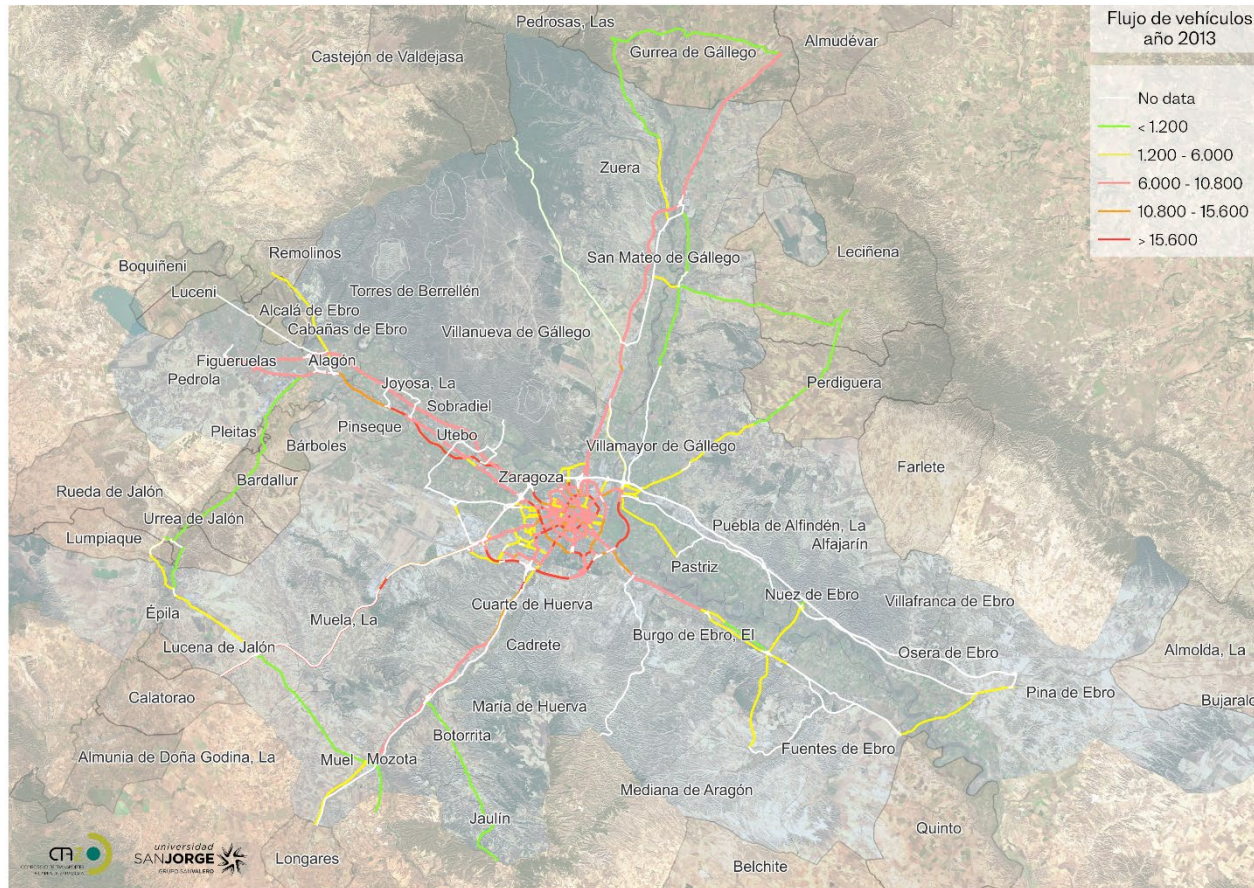 Flujo de vehículos
año 2013
No data
< 1.200
1.200 - 6.000
6.000 - 10.800
10.800 - 15.600
> 15.600
Pedrosas, Las
Almudévar
Castejón de Valdejasa
Gurrea de Gállego
Zuera
Leciñena
San Mateo de Gállego
Remolinos
Boquiñeni
Luceni
Torres de Berrellén
Alcalá de Ebro
Cabañas de Ebro
Villanueva de Gállego
Figueruelas
Alagón
Pedrola
Joyosa, La
Perdiguera
Sobradiel
Pinseque
Utebo
Pleitas
Bárboles
Villamayor de Gállego
Farlete
Bardallur
Zaragoza
Rueda de Jalón
Urrea de Jalón
Lumpiaque
Puebla de Alfindén, La
Alfajarín
Pastriz
Nuez de Ebro
Villafranca de Ebro
Épila
Muela, La
Cuarte de Huerva
Burgo de Ebro, El
Lucena de Jalón
Cadrete
Osera de Ebro
Almolda, La
Calatorao
Pina de Ebro
Bujaralo
María de Huerva
Botorrita
Almunia de Doña Godina, La
Muel
Mozota
Fuentes de Ebro
Mediana de Aragón
Jaulín
Quinto
Longares
Belchite
CTAZ
universidad
SANJORGE
GRUPO SANVALERO